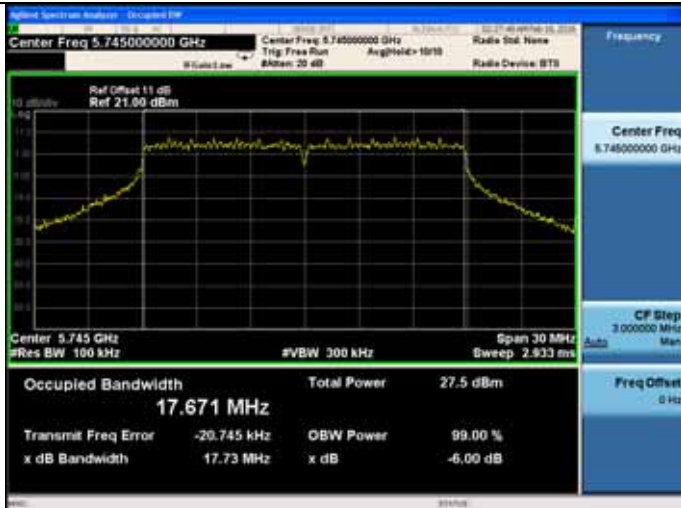 Agilent Spectrum Analyzer - Occupied BW
Center Freq 5.745000000 GHz
Center Freq: 5.745000000 GHz
Trig: Free Run Avg|Hold:>10/10
#IFGain:Low #Atten: 20 dB
Radio Std: None
Radio Device: BTS
Frequency
Ref Offset 11 dB
10 dB/div Ref 21.00 dBm
Log
Center Freq
5.745000000 GHz
Center 5.745 GHz Span 30 MHz
#Res BW 100 kHz #VBW 300 kHz Sweep 2.933 ms
CF Step
3.000000 MHz
Auto Man
Occupied Bandwidth Total Power 27.5 dBm
17.671 MHz
Transmit Freq Error -20.745 kHz OBW Power 99.00 %
x dB Bandwidth 17.73 MHz x dB -6.00 dB
Freq Offset
0 Hz
MSG STATUS